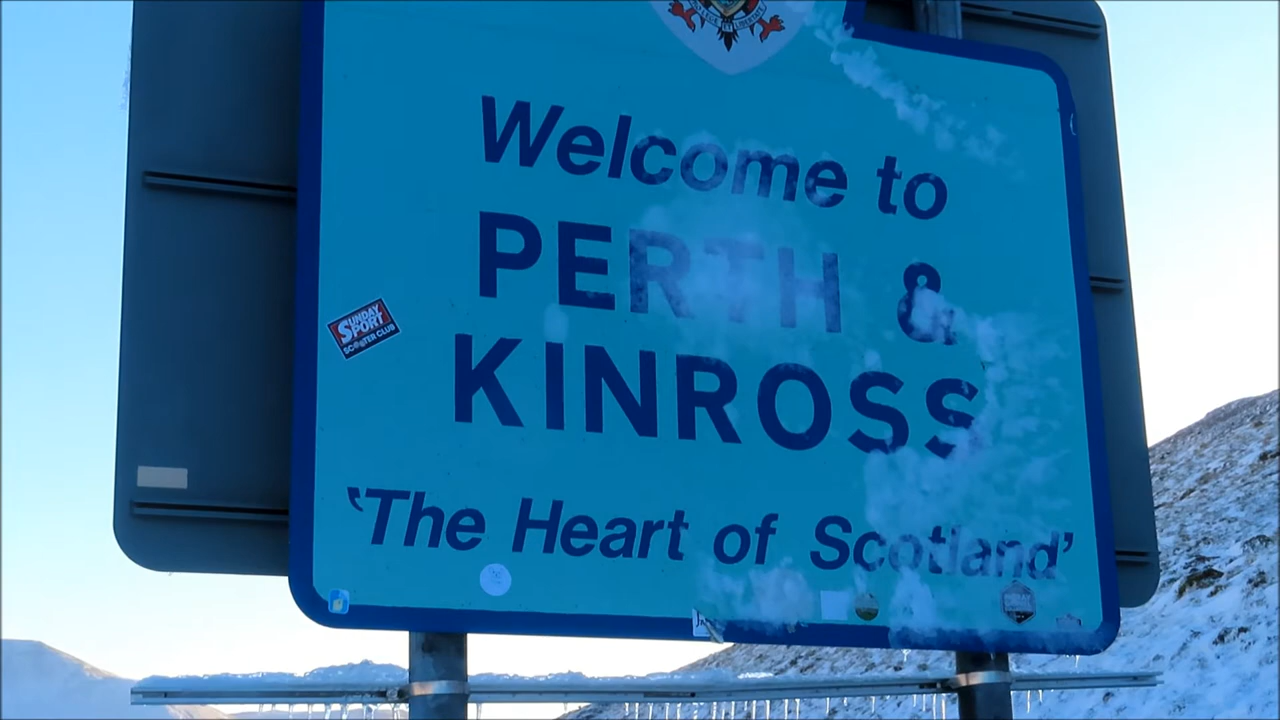 Welcome to
PERTH &
KINROSS
'The Heart of Scotland'
SUNDAY
SPORT
SCOOTER CLUB